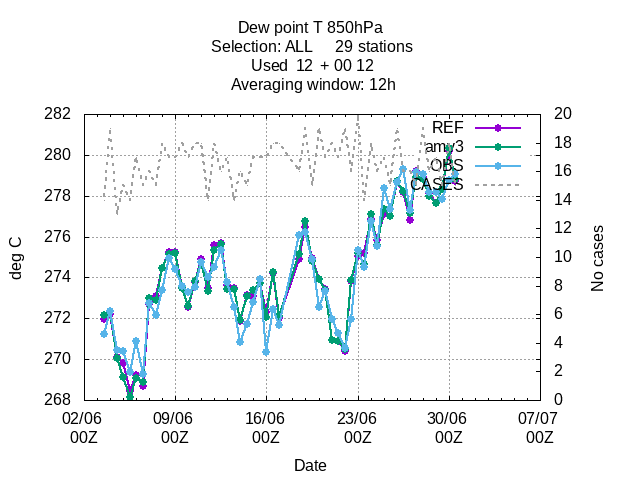 Dew point T 850hPa
Selection: ALL 29 stations
Used 12 + 00 12
Averaging window: 12h
282
280
278
276
274
272
270
268
20
18
16
14
12
10
8
6
4
2
0
REF
amv3
OBS
CASES
deg C
No cases
02/06 09/06 16/06 23/06 30/06 07/07
00Z 00Z 00Z 00Z 00Z 00Z
Date